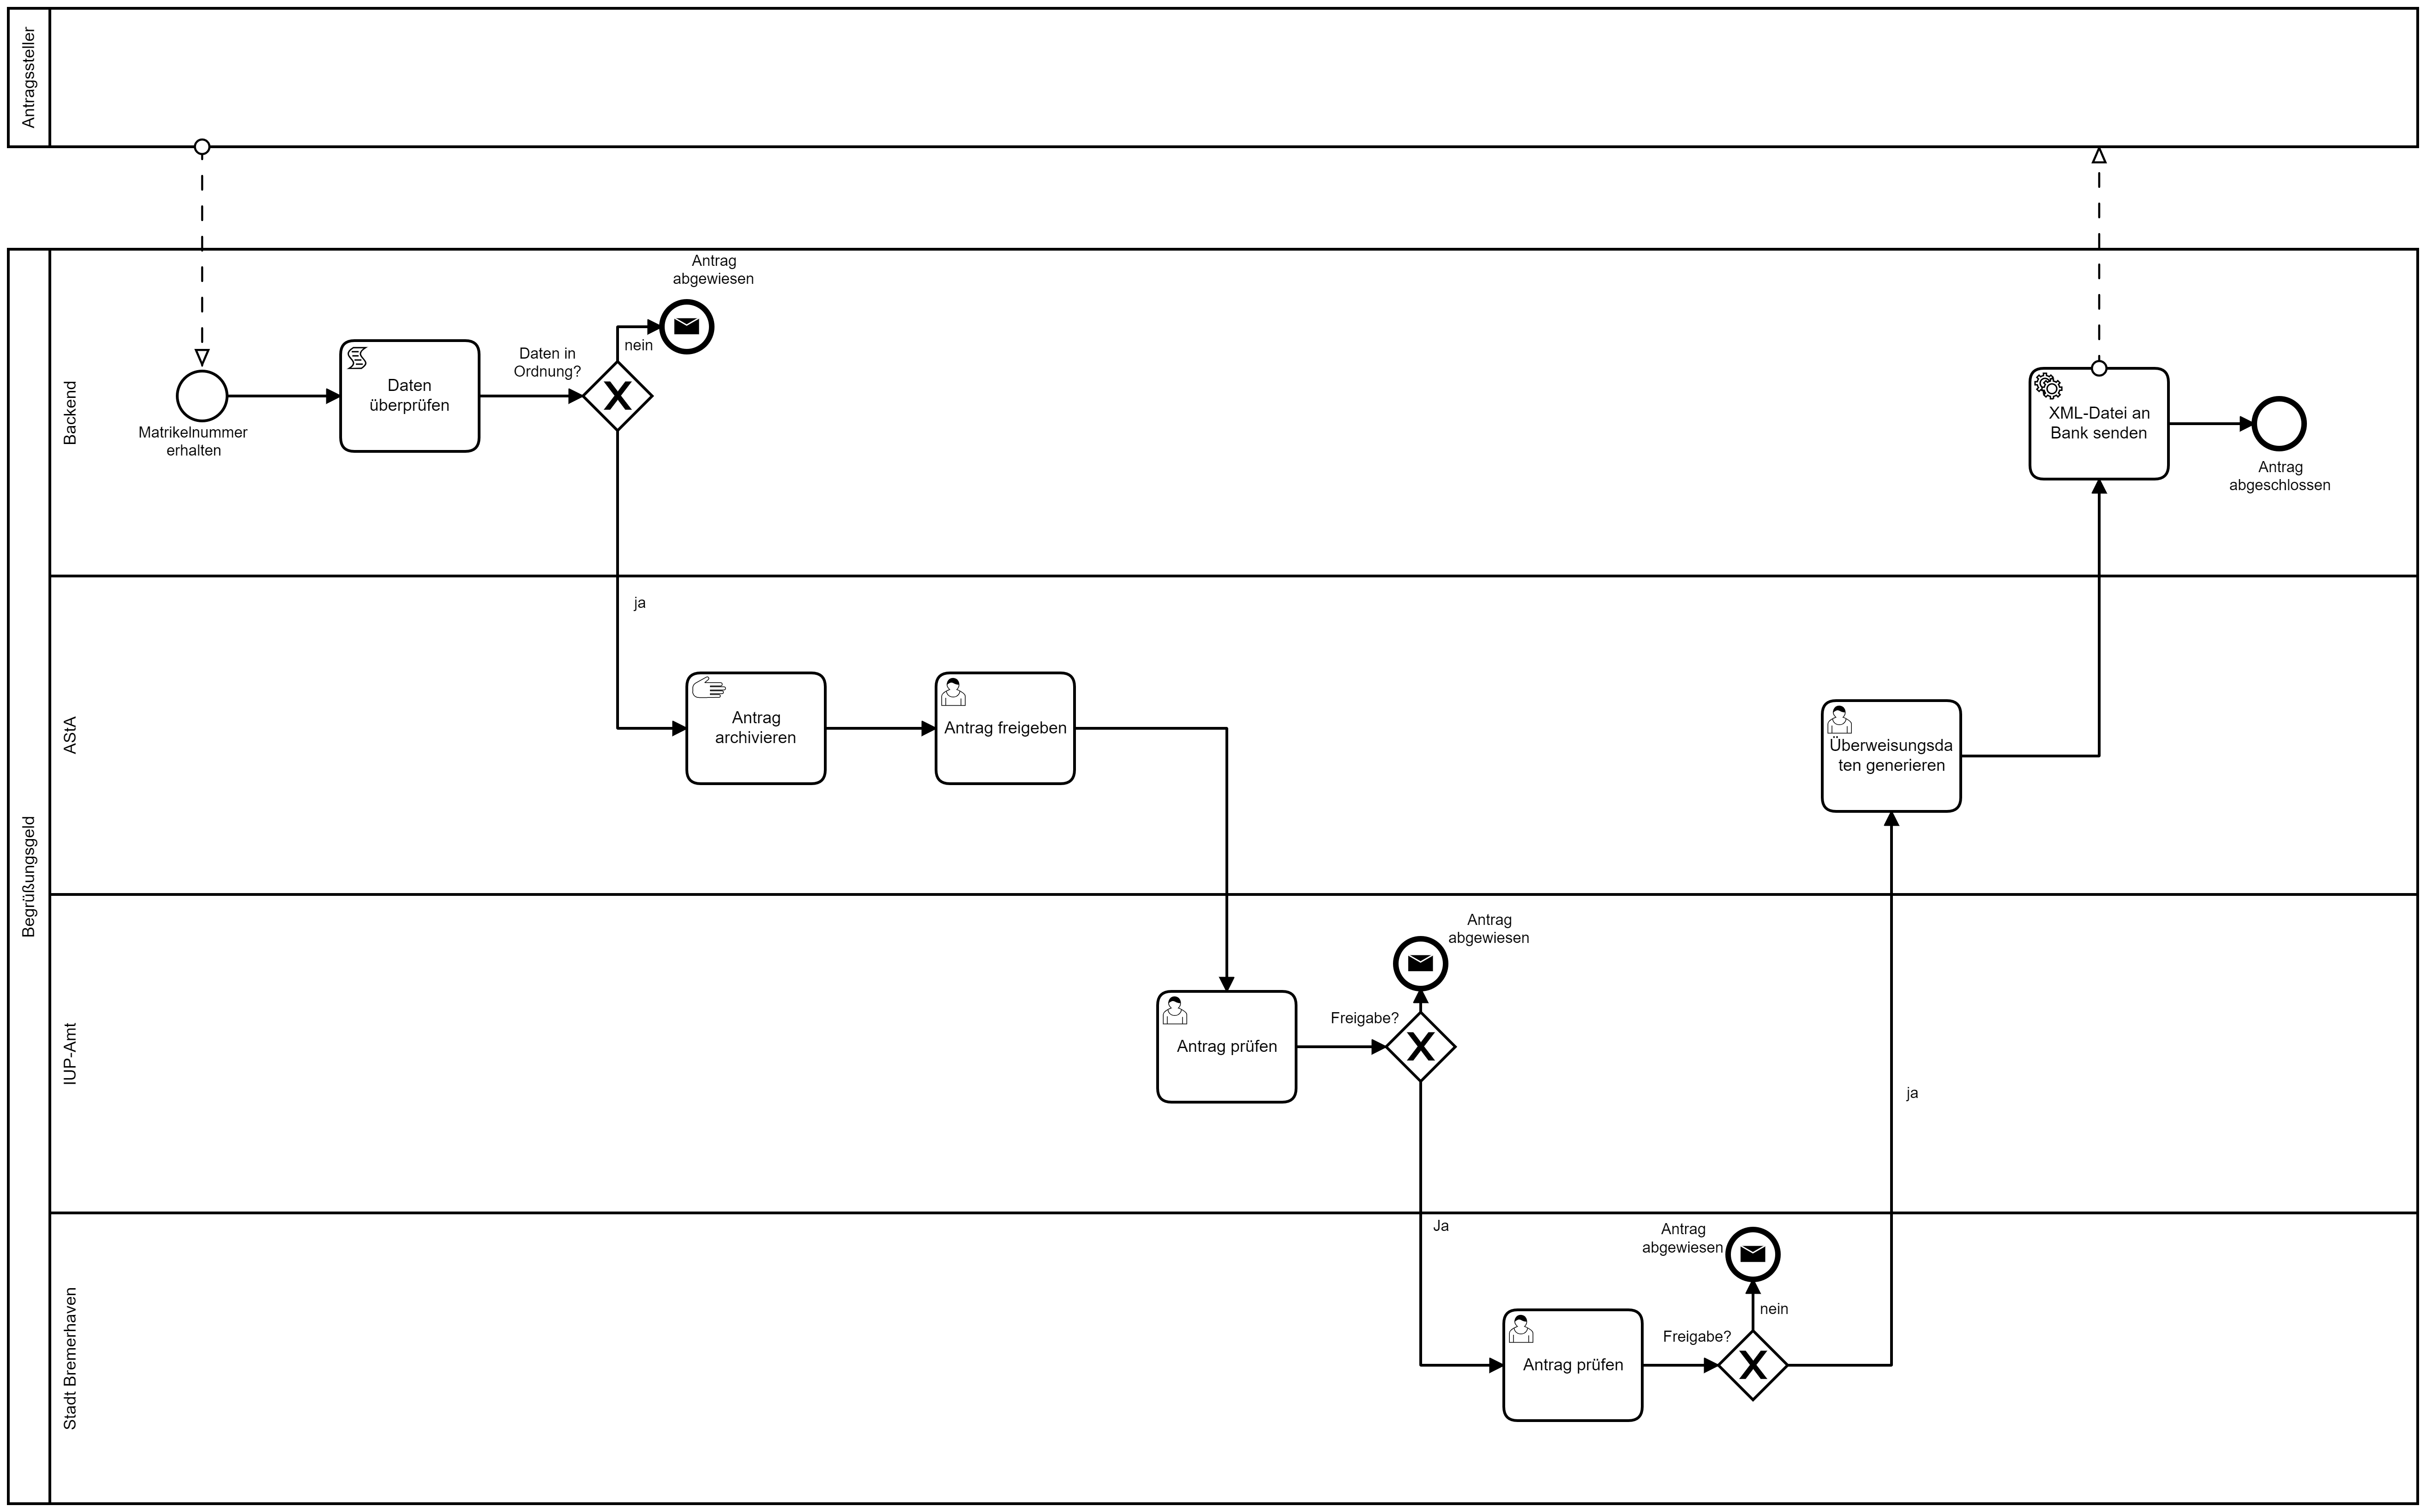 Antragssteller
Begrüßungsgeld
Backend
Matrikelnummer
erhalten
Daten
überprüfen
Daten in
Ordnung?
nein
Antrag
abgewiesen
ja
XML-Datei an
Bank senden
Antrag
abgeschlossen
AStA
Antrag
archivieren
Antrag freigeben
Überweisungsda
ten generieren
IUP-Amt
Antrag prüfen
Freigabe?
Antrag
abgewiesen
Ja
ja
Stadt Bremerhaven
Antrag prüfen
Freigabe?
Antrag
abgewiesen
nein